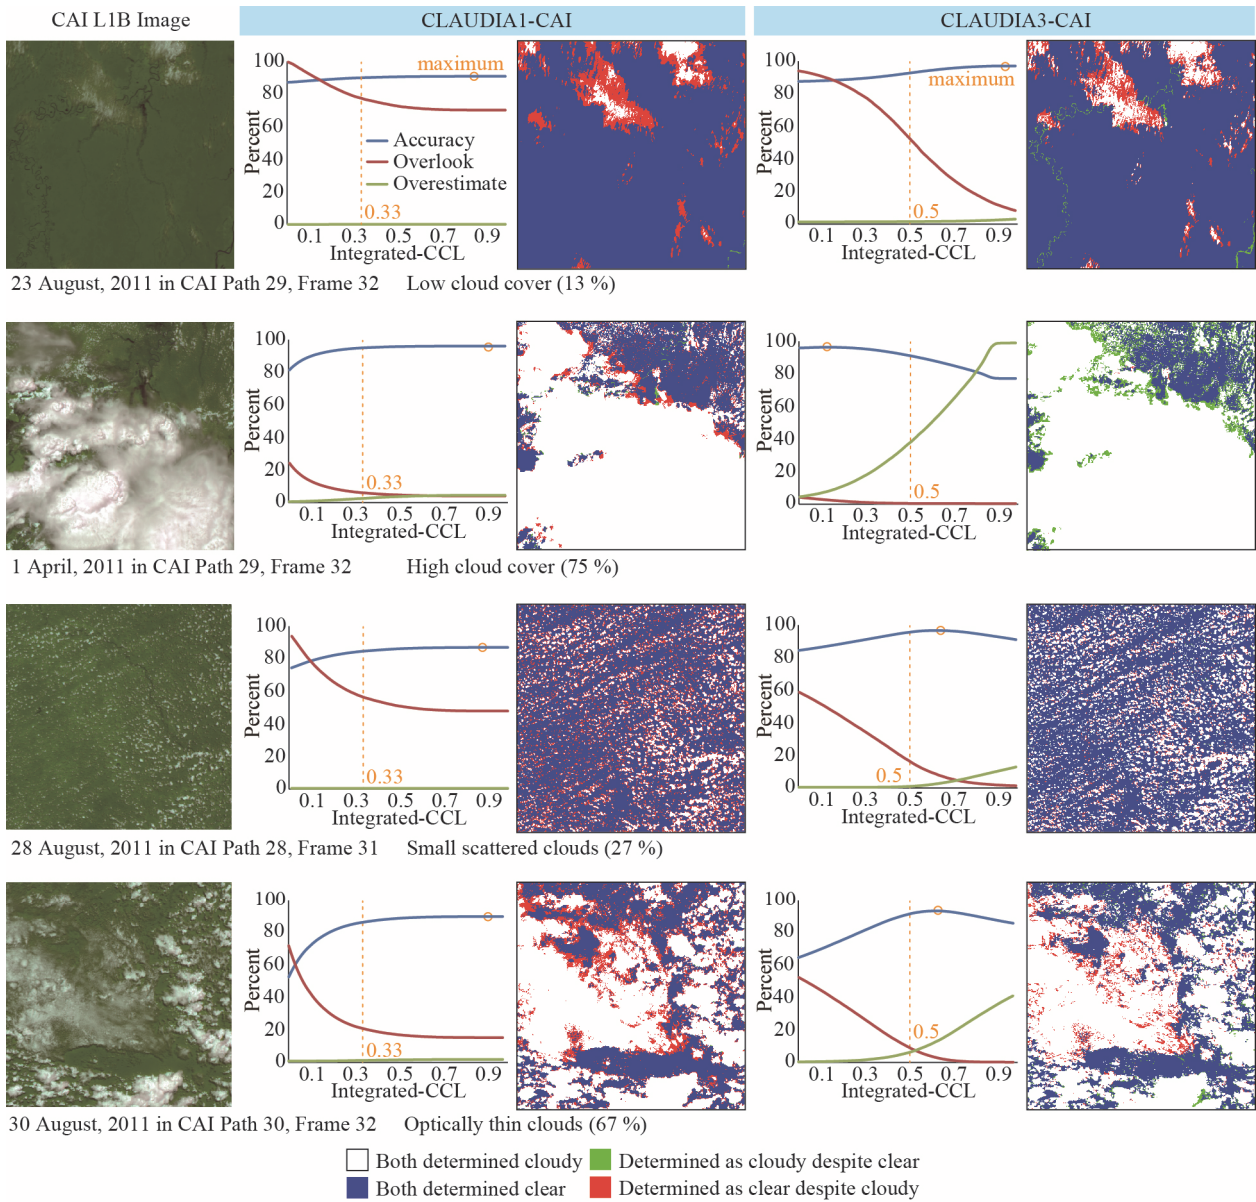 CAI L1B Image
CLAUDIA1-CAI
CLAUDIA3-CAI
100
80
60
40
20
0
Percent
maximum
Accuracy
Overlook
Overestimate
0.33
0.1 0.3 0.5 0.7 0.9
Integrated-CCL
100
80
60
40
20
0
Percent
maximum
0.5
0.1 0.3 0.5 0.7 0.9
Integrated-CCL
23 August, 2011 in CAI Path 29, Frame 32 Low cloud cover (13 %)
100
80
60
40
20
0
Percent
0.33
0.1 0.3 0.5 0.7 0.9
Integrated-CCL
100
80
60
40
20
0
Percent
0.5
0.1 0.3 0.5 0.7 0.9
Integrated-CCL
1 April, 2011 in CAI Path 29, Frame 32 High cloud cover (75 %)
100
80
60
40
20
0
Percent
0.33
0.1 0.3 0.5 0.7 0.9
Integrated-CCL
100
80
60
40
20
0
Percent
0.5
0.1 0.3 0.5 0.7 0.9
Integrated-CCL
28 August, 2011 in CAI Path 28, Frame 31 Small scattered clouds (27 %)
100
80
60
40
20
0
Percent
0.33
0.1 0.3 0.5 0.7 0.9
Integrated-CCL
100
80
60
40
20
0
Percent
0.5
0.1 0.3 0.5 0.7 0.9
Integrated-CCL
30 August, 2011 in CAI Path 30, Frame 32 Optically thin clouds (67 %)
Both determined cloudy
Determined as cloudy despite clear
Both determined clear
Determined as clear despite cloudy